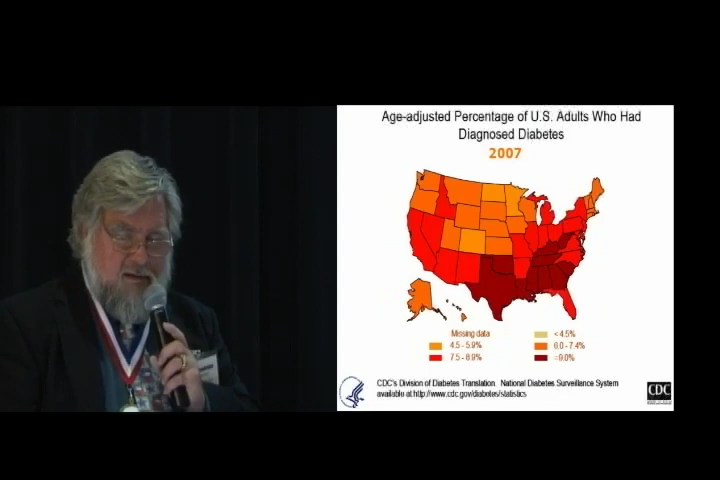 Age-adjusted Percentage of U.S. Adults Who Had
Diagnosed Diabetes
2007
Missing data
<4.5%
4.5 - 5.9%
6.0 - 7.4%
7.5 - 8.9%
≥9.0%
CDC's Division of Diabetes Translation. National Diabetes Surveillance System
available at http://www.cdc.gov/diabetes/statistics
CDC